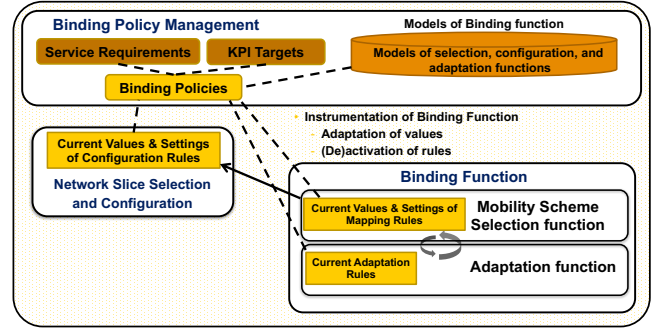 Binding Policy Management
Models of Binding function
Service Requirements
KPI Targets
Models of selection, configuration, and
adaptation functions
Binding Policies
• Instrumentation of Binding Function
- Adaptation of values
- (De)activation of rules
Current Values & Settings
of Configuration Rules
Network Slice Selection
and Configuration
Binding Function
Current Values & Settings of
Mapping Rules
Mobility Scheme
Selection function
Current Adaptation
Rules
Adaptation function